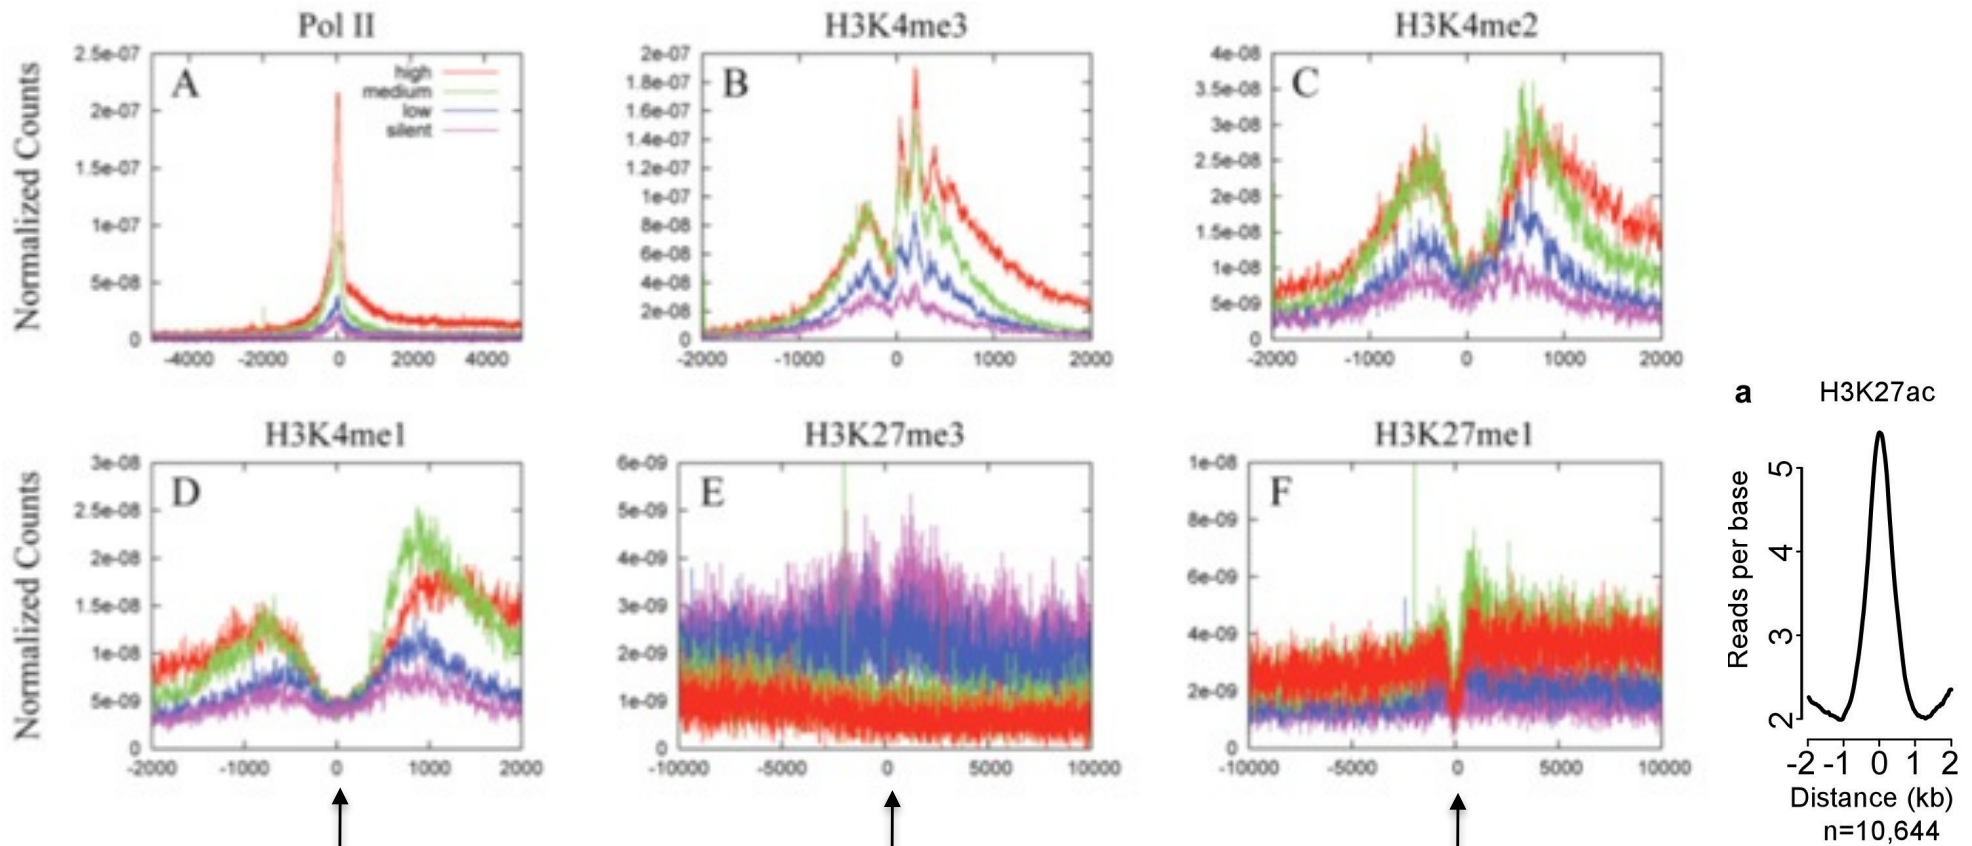 Pol II
Normalized Counts
2.5e-07
2e-07
1.5e-07
1e-07
5e-08
0
A
high
medium
low
silent
-4000 -2000 0 2000 4000
H3K4me3
2e-07
1.8e-07
1.6e-07
1.4e-07
1.2e-07
1e-07
8e-08
6e-08
4e-08
2e-08
0
B
-2000 -1000 0 1000 2000
H3K4me2
4e-08
3.5e-08
3e-08
2.5e-08
2e-08
1.5e-08
1e-08
5e-09
0
C
-2000 -1000 0 1000 2000
H3K4me1
Normalized Counts
3e-08
2.5e-08
2e-08
1.5e-08
1e-08
5e-09
0
D
-2000 -1000 0 1000 2000
H3K27me3
6e-09
5e-09
4e-09
3e-09
2e-09
1e-09
0
E
-10000 -5000 0 5000 10000
H3K27me1
1e-08
8e-09
6e-09
4e-09
2e-09
0
F
-10000 -5000 0 5000 10000
a H3K27ac
Reads per base
5
4
3
2
-2 -1 0 1 2
Distance (kb)
n=10,644